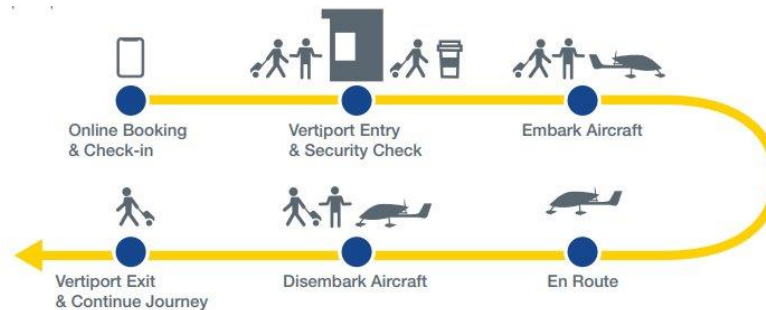 Online Booking
& Check-in
Vertiport Entry
& Security Check
Embark Aircraft
Vertiport Exit
& Continue Journey
Disembark Aircraft
En Route